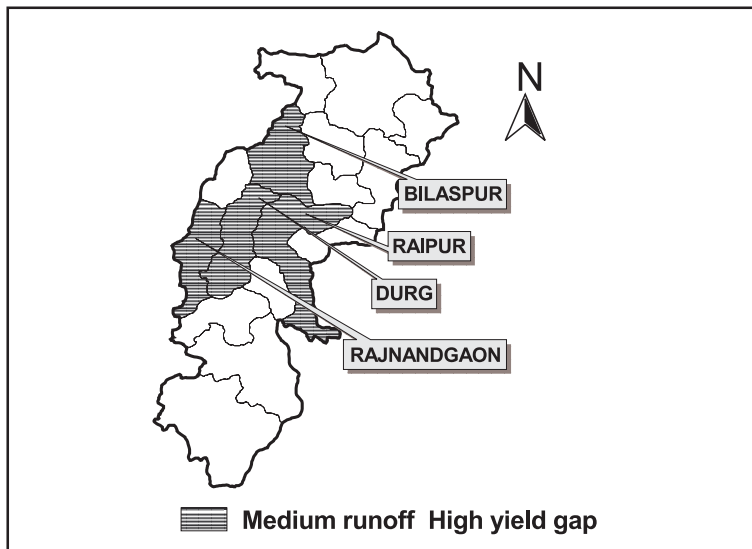 N
BILASPUR
RAIPUR
DURG
RAJNANDGAON
Medium runoff High yield gap